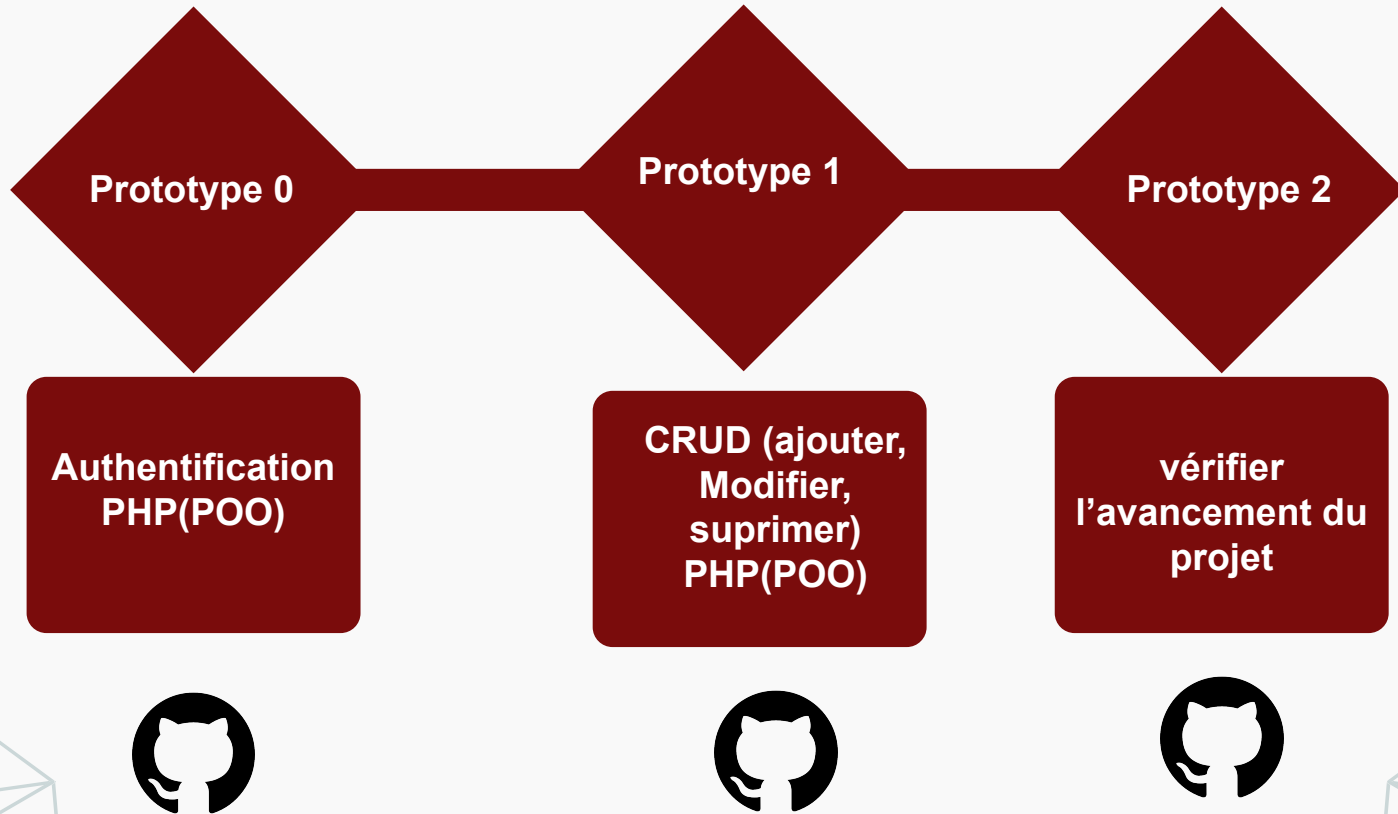 Prototype 0
Prototype 1
Prototype 2
Authentification
PHP(POO)
CRUD (ajouter,
Modifier,
suprimer)
PHP(POO)
vérifier
l’avancement du
projet